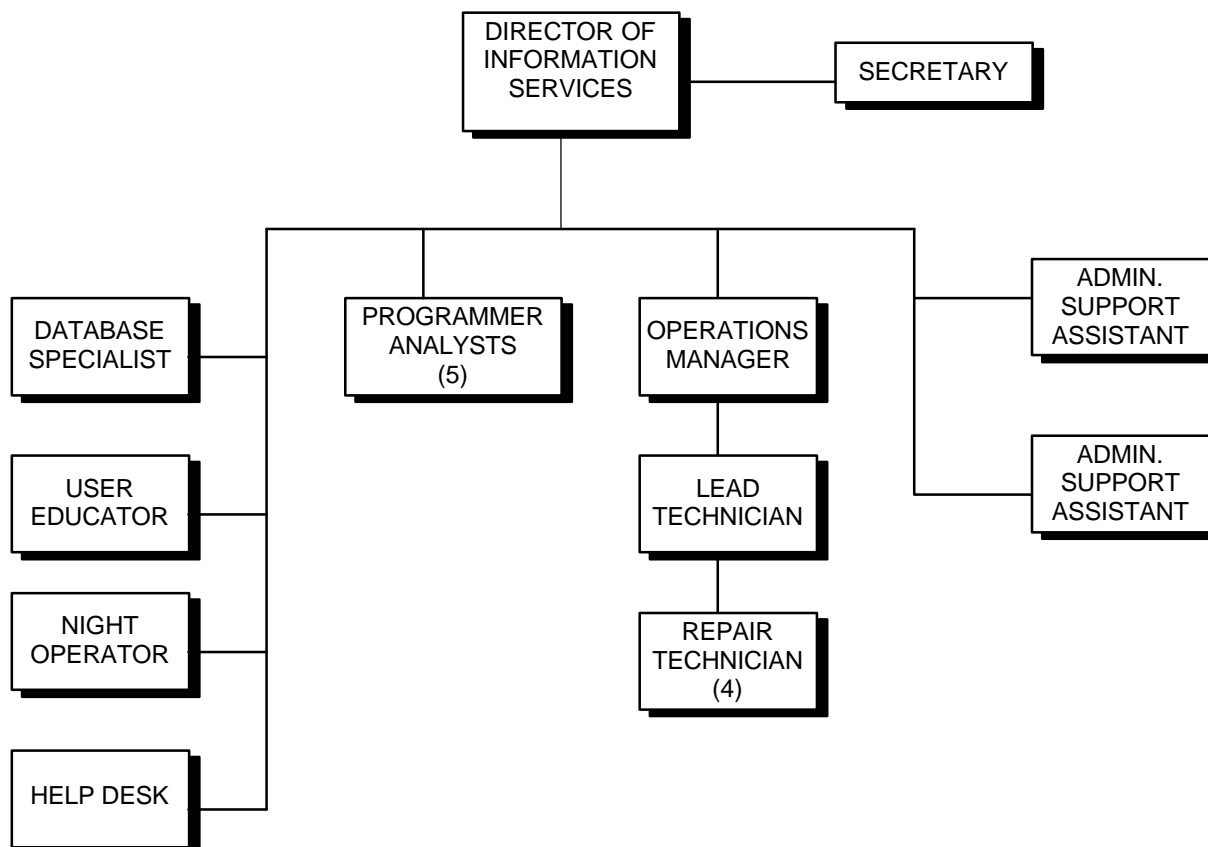 DIRECTOR OF
INFORMATION
SERVICES
SECRETARY
DATABASE
SPECIALIST
PROGRAMMER
ANALYSTS
(5)
OPERATIONS
MANAGER
ADMIN.
SUPPORT
ASSISTANT
USER
EDUCATOR
LEAD
TECHNICIAN
ADMIN.
SUPPORT
ASSISTANT
NIGHT
OPERATOR
REPAIR
TECHNICIAN
(4)
HELP DESK